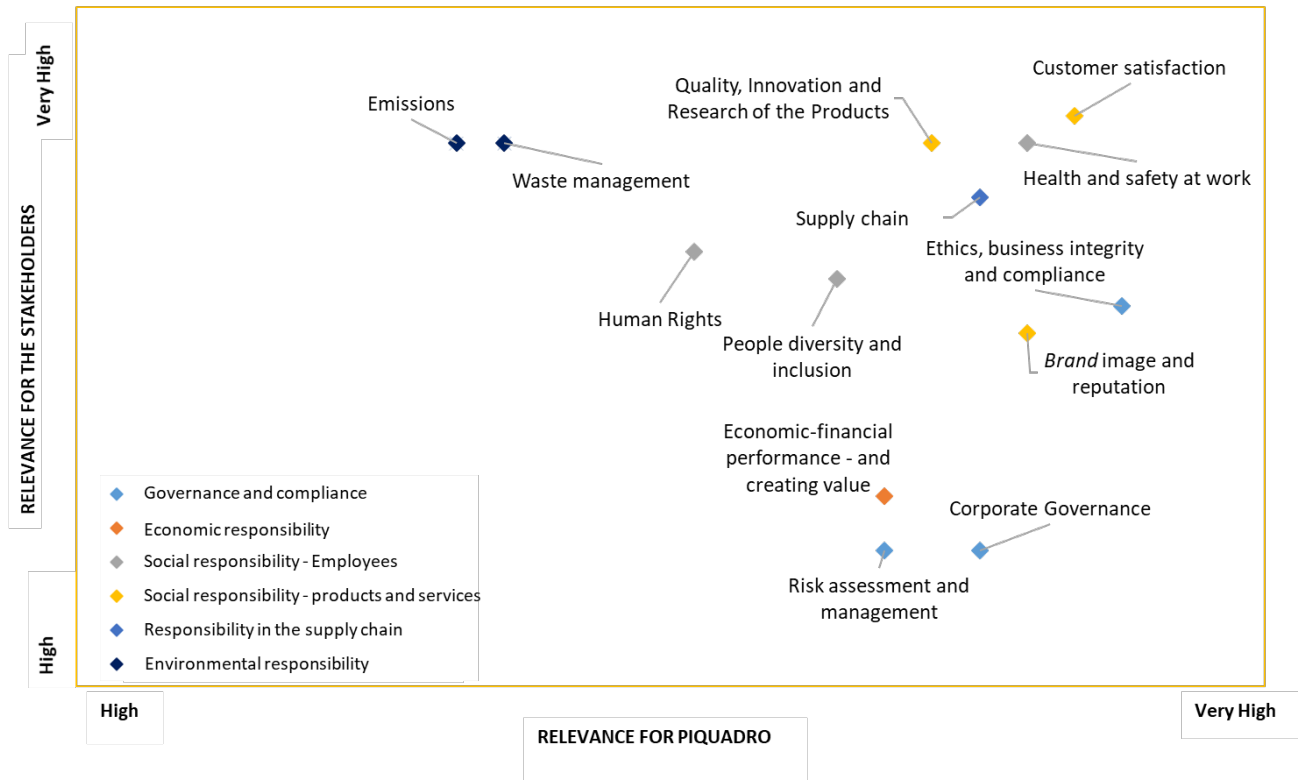 Very High
RELEVANCE FOR THE STAKEHOLDERS
High
Customer satisfaction
Quality, Innovation and
Research of the Products
Emissions
Waste management
Health and safety at work
Supply chain
Ethics, business integrity
and compliance
Human Rights
People diversity and
inclusion
Brand image and
reputation
Economic-financial
performance - and
creating value
Corporate Governance
Risk assessment and
management
Governance and compliance
Economic responsibility
Social responsibility - Employees
Social responsibility - products and services
Responsibility in the supply chain
Environmental responsibility
High
Very High
RELEVANCE FOR PIQUADRO